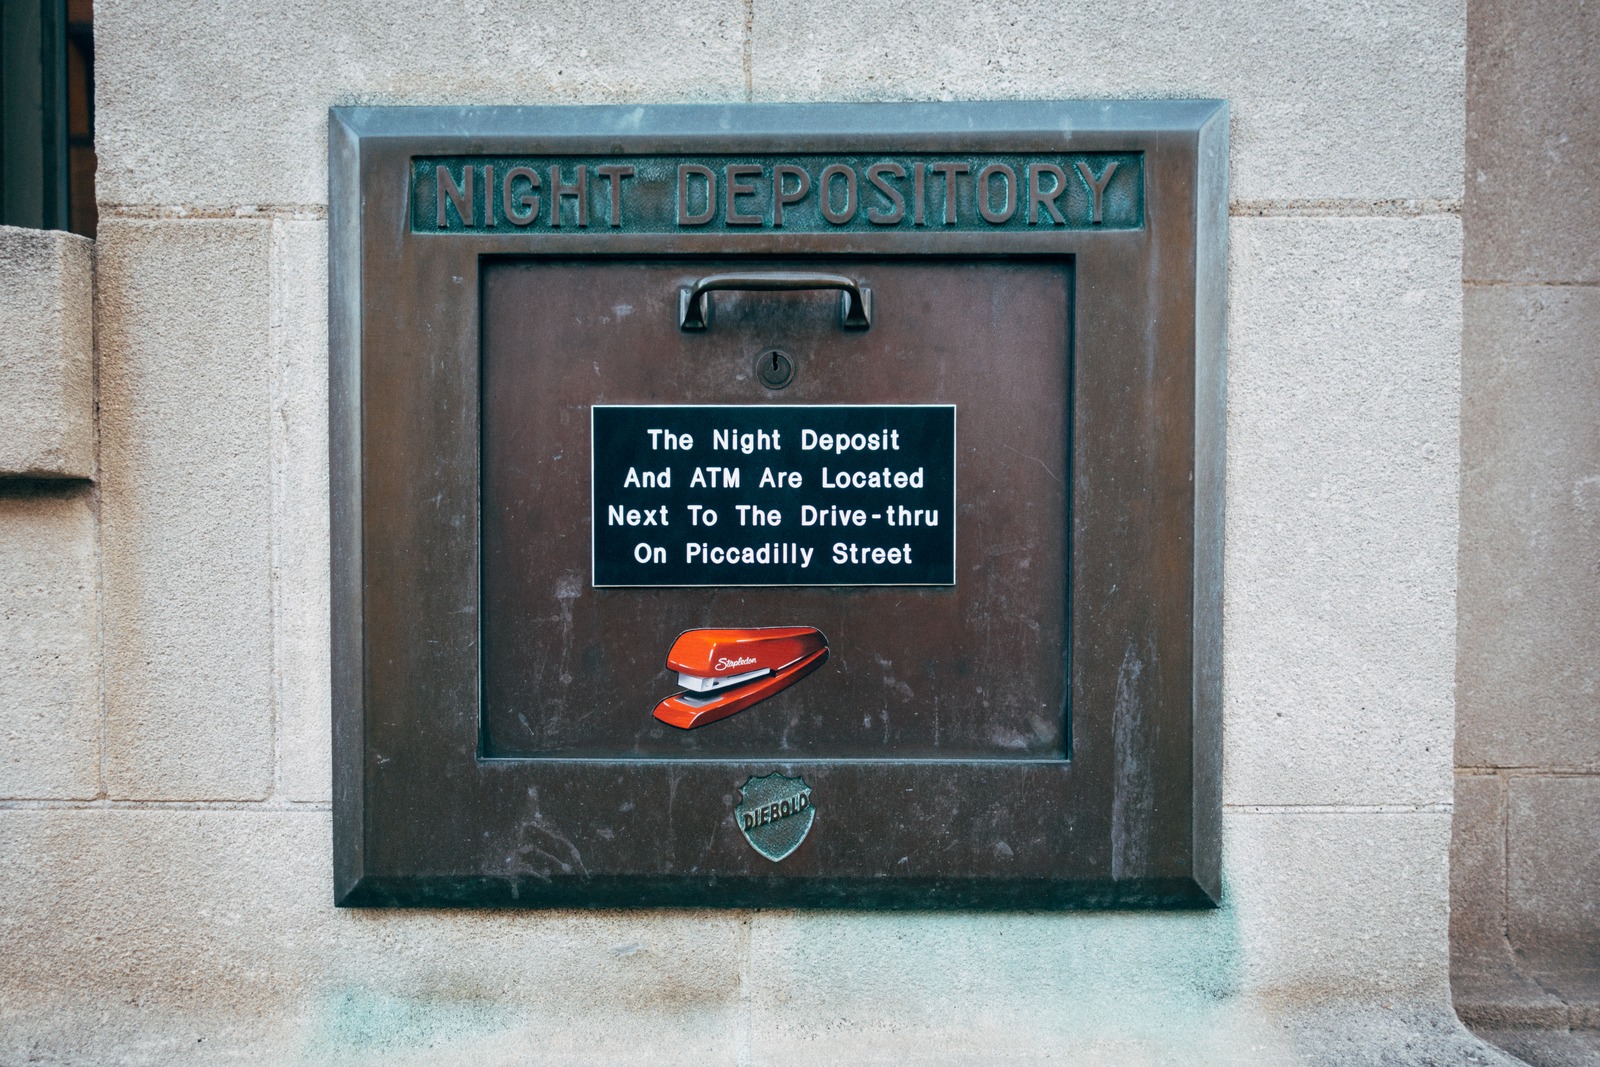 NIGHT DEPOSITORY
The Night Deposit
And ATM Are Located
Next To The Drive-thru
On Piccadilly Street
Stapledon
DIEBOLD